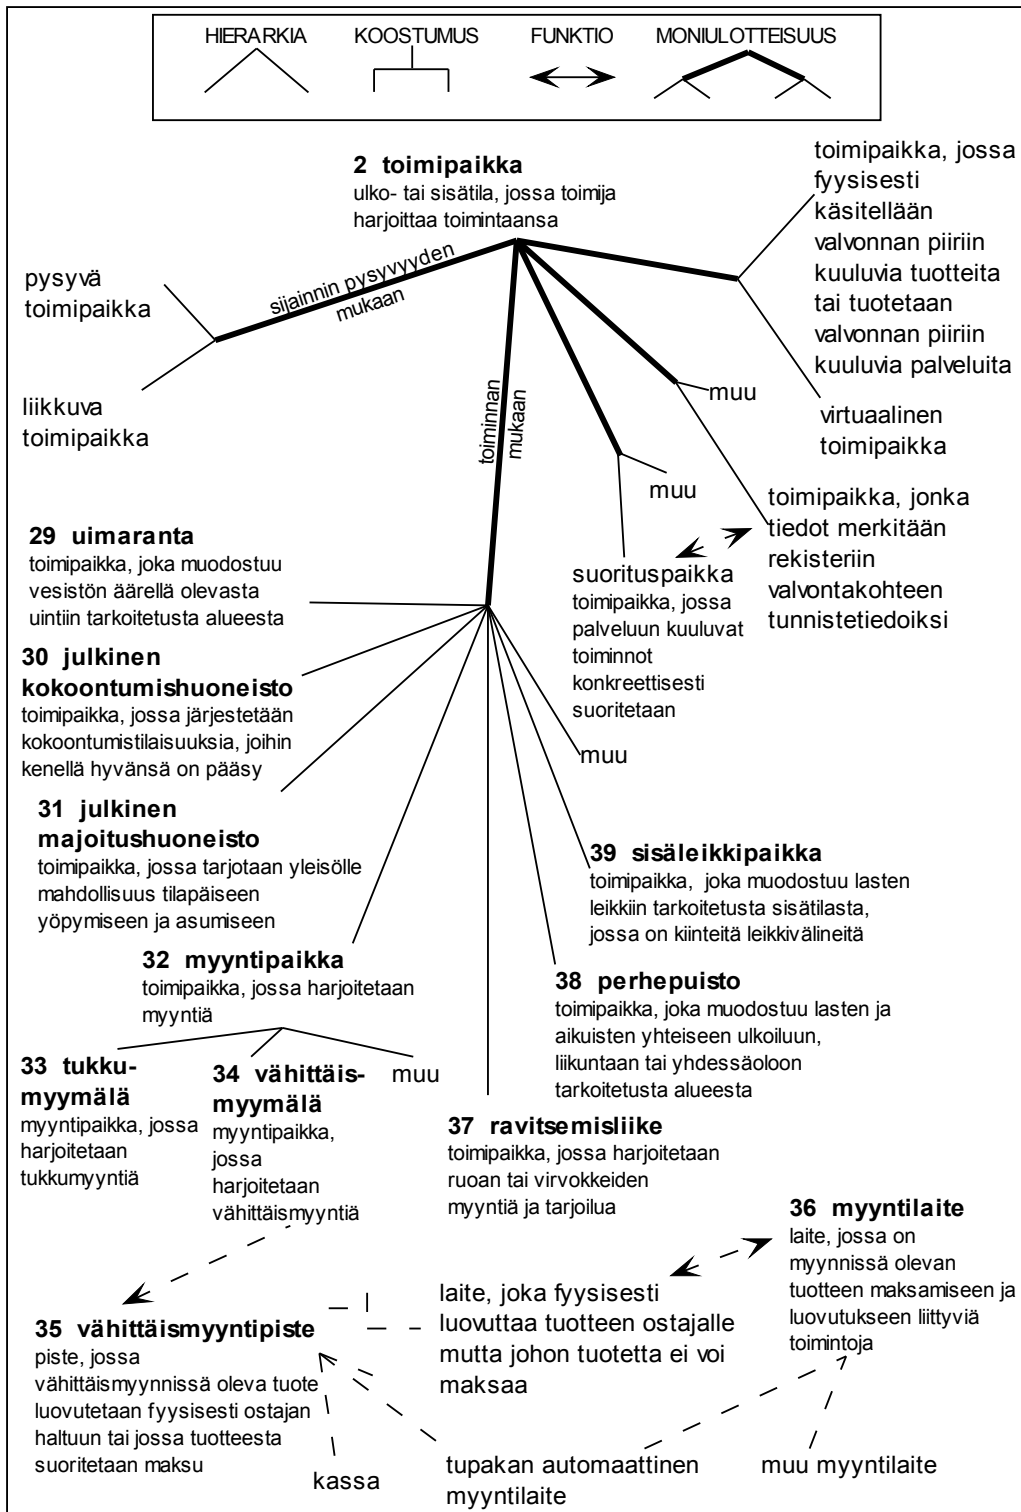 HIERARKIA
KOOSTUMUS
FUNKTIO
MONIULOTTEISUUS
2 toimipaikka
ulko- tai sisätila, jossa toimija
harjoittaa toimintaansa
toimipaikka, jossa
fyysisesti
käsitellään
valvonnan piiriin
kuuluvia tuotteita
tai tuotetaan
valvonnan piiriin
kuuluvia palveluita
sijainnin pysyvyyden
mukaan
pysyvä
toimipaikka
liikkuva
toimipaikka
toiminnan
mukaan
muu
virtuaalinen
toimipaikka
muu
toimipaikka, jonka
tiedot merkitään
rekisteriin
valvontakohteen
tunnistetiedoiksi
suorituspaikka
toimipaikka, jossa
palveluun kuuluvat
toiminnot
konkreettisesti
suoritetaan
29 uimaranta
toimipaikka, joka muodostuu
vesistön äärellä olevasta
uintiin tarkoitetusta alueesta
30 julkinen
kokoontumishuoneisto
toimipaikka, jossa järjestetään
kokoontumistilaisuuksia, joihin
kenellä hyvänsä on pääsy
muu
31 julkinen
majoitushuoneisto
toimipaikka, jossa tarjotaan yleisölle
mahdollisuus tilapäiseen
yöpymiseen ja asumiseen
39 sisäleikkipaikka
toimipaikka, joka muodostuu lasten
leikkiin tarkoitetusta sisätilasta,
jossa on kiinteitä leikkivälineitä
32 myyntipaikka
toimipaikka, jossa harjoitetaan
myyntiä
38 perhepuisto
toimipaikka, joka muodostuu lasten ja
aikuisten yhteiseen ulkoiluun,
liikuntaan tai yhdessäoloon
tarkoitetusta alueesta
33 tukku-
myymälä
myyntipaikka, jossa
harjoitetaan
tukkumyyntiä
34 vähittäis-
myymälä
myyntipaikka,
jossa
harjoitetaan
vähittäismyyntiä
muu
37 ravitsemisliike
toimipaikka, jossa harjoitetaan
ruoan tai virvokkeiden
myyntiä ja tarjoilua
36 myyntilaite
laite, jossa on
myynnissä olevan
tuotteen maksamiseen ja
luovutukseen liittyviä
toimintoja
laite, joka fyysisesti
luovuttaa tuotteen ostajalle
mutta johon tuotetta ei voi
maksaa
35 vähittäismyyntipiste
piste, jossa
vähittäismyynnissä oleva tuote
luovutetaan fyysisesti ostajan
haltuun tai jossa tuotteesta
suoritetaan maksu
kassa
tupakan automaattinen
myyntilaite
muu myyntilaite